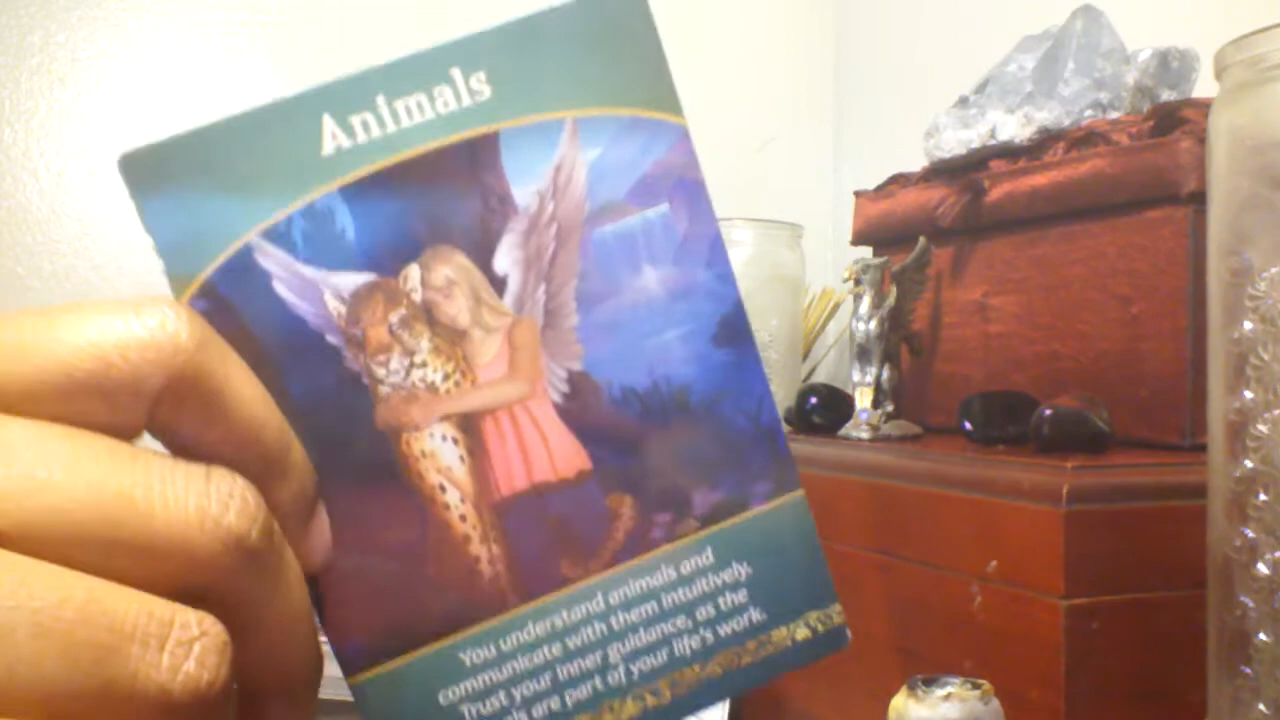 Animals
You understand animals and
communicate with them intuitively.
Trust your inner guidance, as the
are part of your life's work.